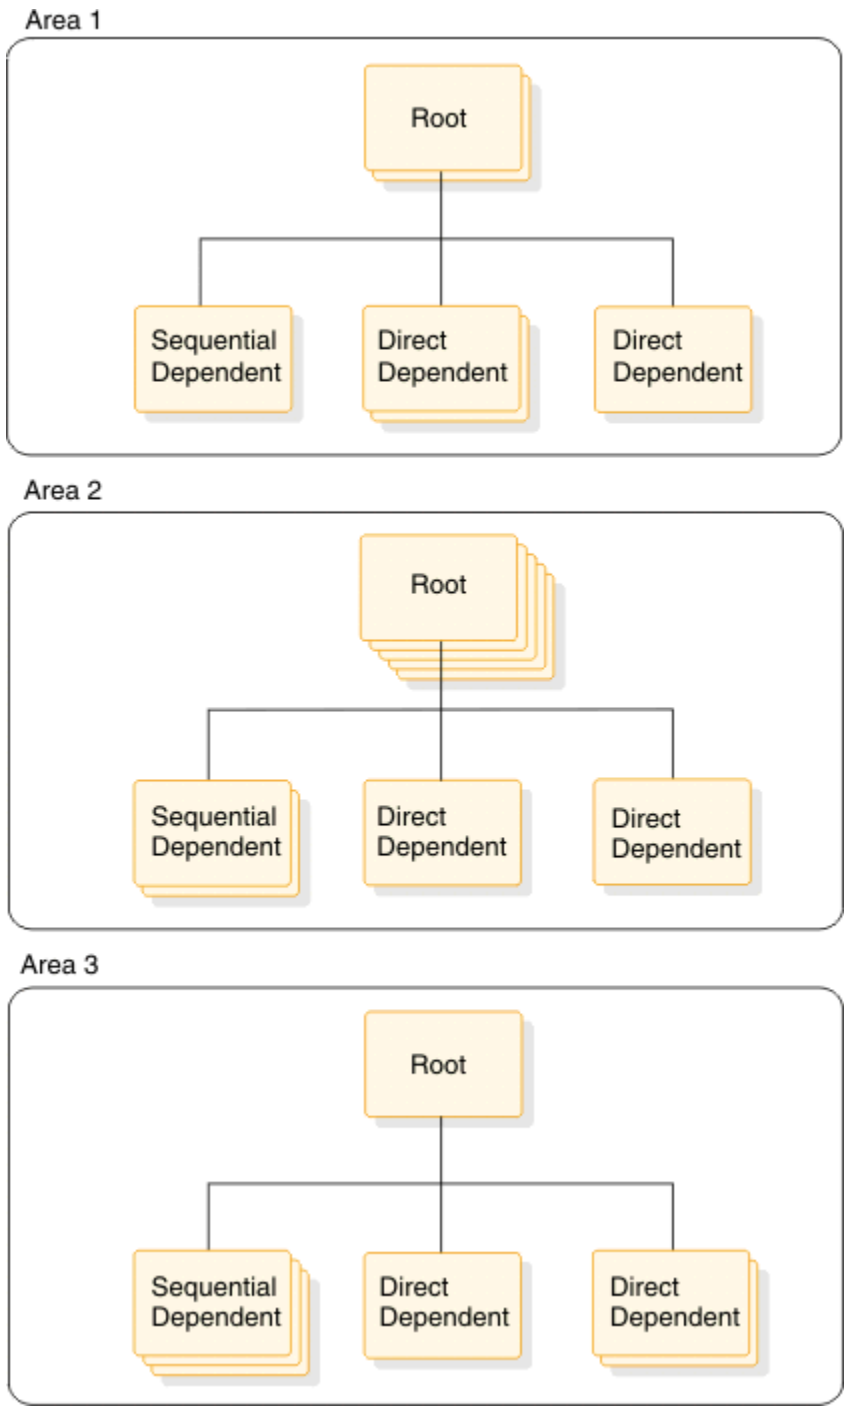 Area 1
Root
Sequential
Dependent
Direct
Dependent
Direct
Dependent
Area 2
Root
Sequential
Dependent
Direct
Dependent
Direct
Dependent
Area 3
Root
Sequential
Dependent
Direct
Dependent
Direct
Dependent